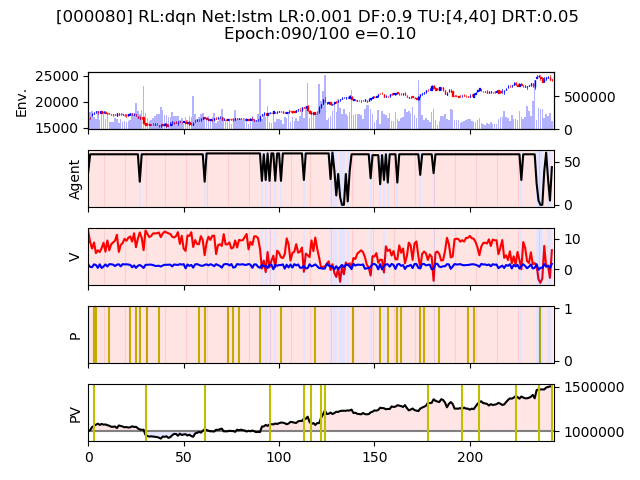 [000080] RL:dqn Net:lstm LR:0.001 DF:0.9 TU:[4,40] DRT:0.05
Epoch:090/100 e=0.10
Env.
25000
20000
15000
500000
0
Agent
50
0
V
10
0
P
1
0
PV
1500000
1000000
0
50
100
150
200